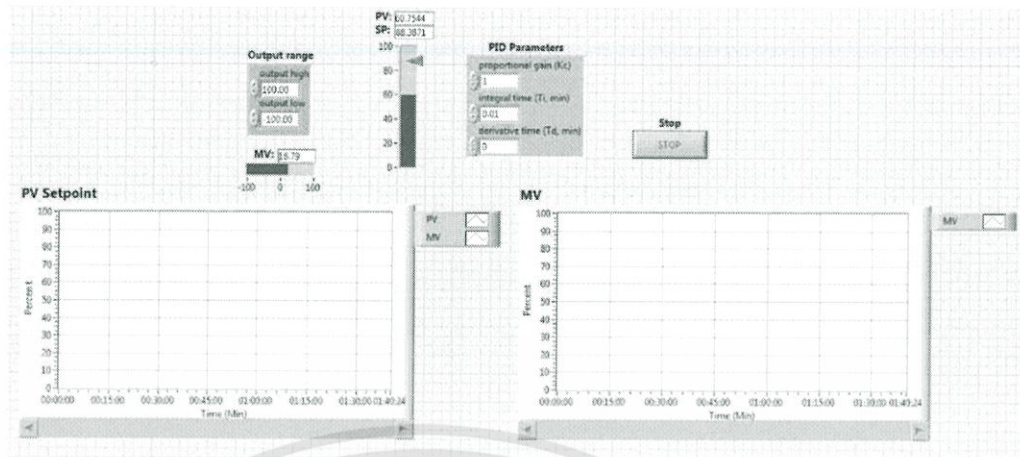 PV: 60.7544
SP: 88.3871
Output range
output high
100.00
output low
-100.00
MV: 18.79
-100 0 100
100
80
60
40
20
0
PID Parameters
proportional gain (Kc)
1
integral time (Ti, min)
0.01
derivative time (Td, min)
0
Stop
STOP
PV Setpoint
PV
MV
100
90
80
70
60
50
40
30
20
10
0
Percent
00:00:00 00:15:00 00:30:00 00:45:00 01:00:00 01:15:00 01:30:00 01:40:24
Time (Min)
MV
MV
100
90
80
70
60
50
40
30
20
10
0
Percent
00:00:00 00:15:00 00:30:00 00:45:00 01:00:00 01:15:00 01:30:00 01:40:24
Time (Min)